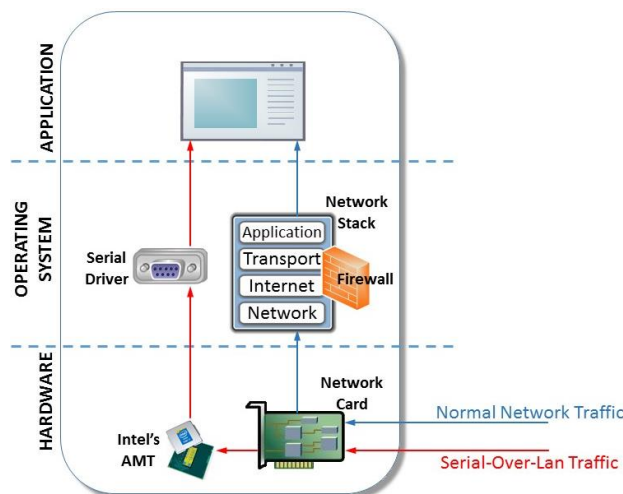 APPLICATION
OPERATING
SYSTEM
Serial
Driver
Network
Stack
Application
Transport
Internet
Network
Firewall
HARDWARE
Intel's
AMT
Network
Card
Normal Network Traffic
Serial-Over-Lan Traffic